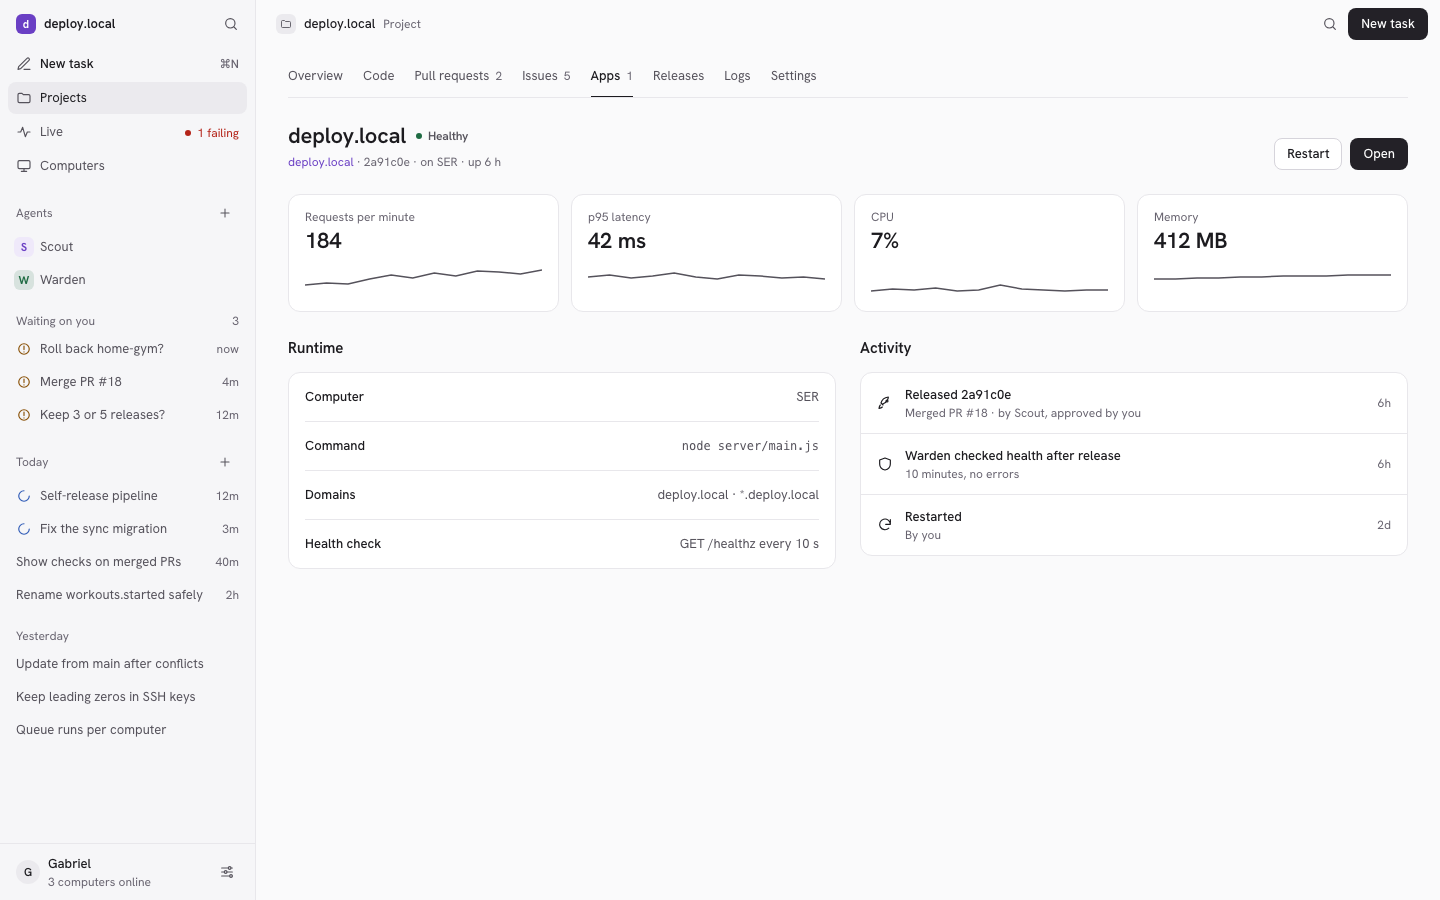 d deploy.local
New task ⌘N
Projects
Live 1 failing
Computers
Agents
S Scout
W Warden
Waiting on you 3
Roll back home-gym? now
Merge PR #18 4m
Keep 3 or 5 releases? 12m
Today
Self-release pipeline 12m
Fix the sync migration 3m
Show checks on merged PRs 40m
Rename workouts.started safely 2h
Yesterday
Update from main after conflicts
Keep leading zeros in SSH keys
Queue runs per computer
G Gabriel
3 computers online
deploy.local Project
New task
Overview Code Pull requests 2 Issues 5 Apps 1 Releases Logs Settings
deploy.local Healthy
deploy.local · 2a91c0e · on SER · up 6 h
Restart Open
Requests per minute
184
p95 latency
42 ms
CPU
7%
Memory
412 MB
Runtime
Computer SER
Command node server/main.js
Domains deploy.local · *.deploy.local
Health check GET /healthz every 10 s
Activity
Released 2a91c0e 6h
Merged PR #18 · by Scout, approved by you
Warden checked health after release 6h
10 minutes, no errors
Restarted 2d
By you